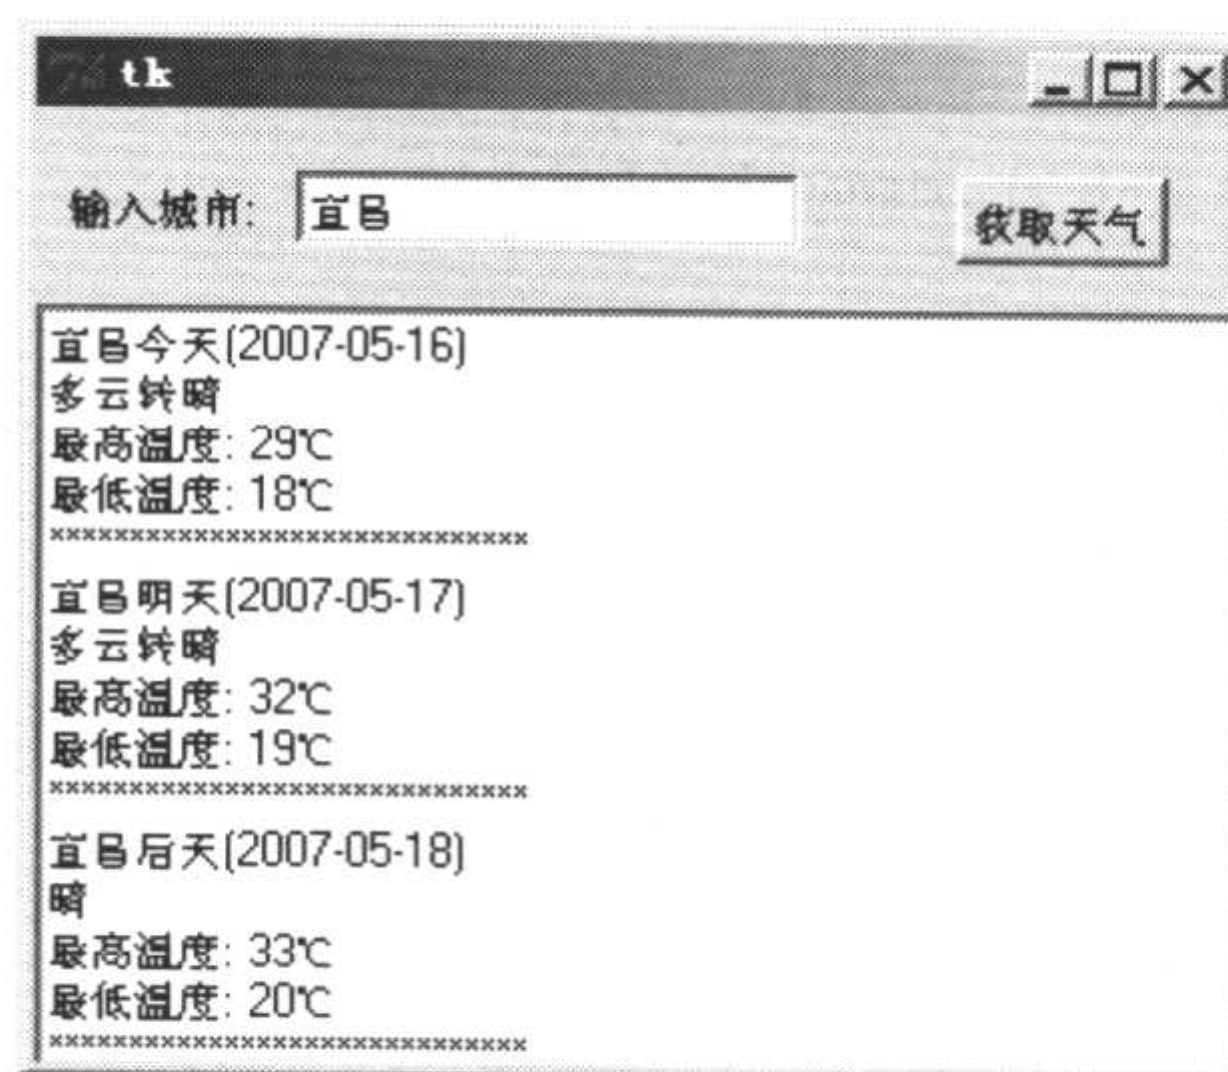 tk
输入城市: 宜昌 获取天气
宜昌今天(2007-05-16)
多云转晴
最高温度: 29℃
最低温度: 18℃
******************************
宜昌明天(2007-05-17)
多云转晴
最高温度: 32℃
最低温度: 19℃
******************************
宜昌后天(2007-05-18)
晴
最高温度: 33℃
最低温度: 20℃
******************************